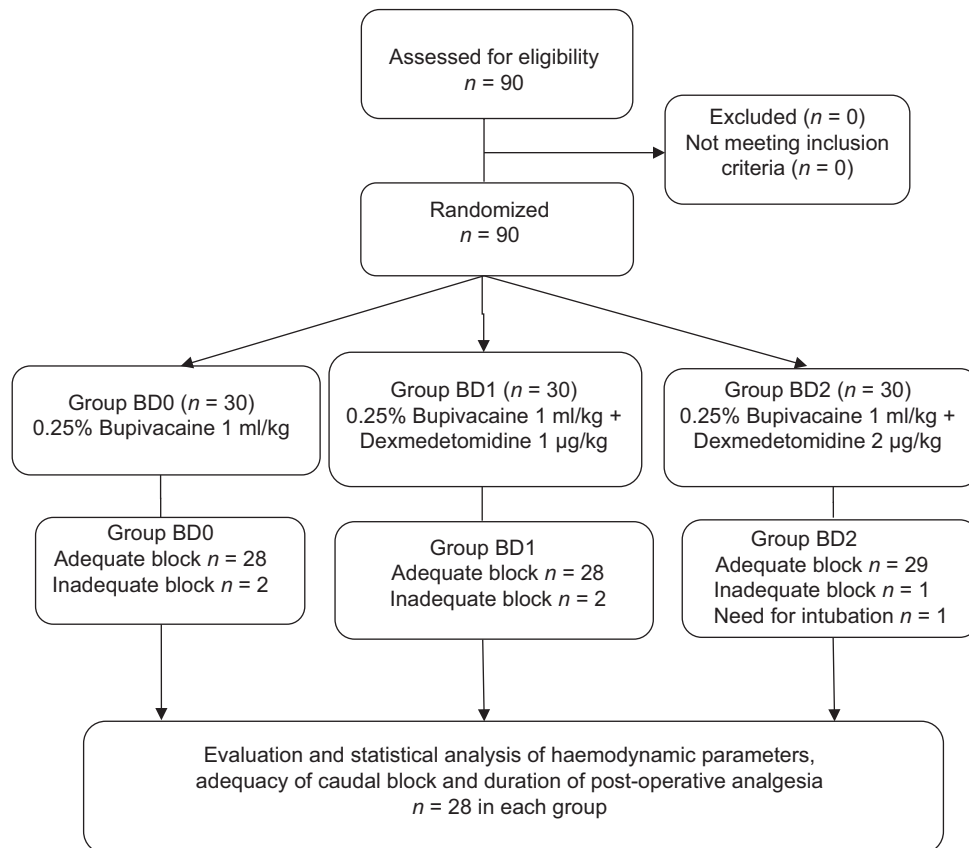 Assessed for eligibility
n = 90
Excluded (n = 0)
Not meeting inclusion
criteria (n = 0)
Randomized
n = 90
Group BD0 (n = 30)
0.25% Bupivacaine 1 ml/kg
Group BD1 (n = 30)
0.25% Bupivacaine 1 ml/kg +
Dexmedetomidine 1 µg/kg
Group BD2 (n = 30)
0.25% Bupivacaine 1 ml/kg +
Dexmedetomidine 2 µg/kg
Group BD0
Adequate block n = 28
Inadequate block n = 2
Group BD1
Adequate block n = 28
Inadequate block n = 2
Group BD2
Adequate block n = 29
Inadequate block n = 1
Need for intubation n = 1
Evaluation and statistical analysis of haemodynamic parameters,
adequacy of caudal block and duration of post-operative analgesia
n = 28 in each group